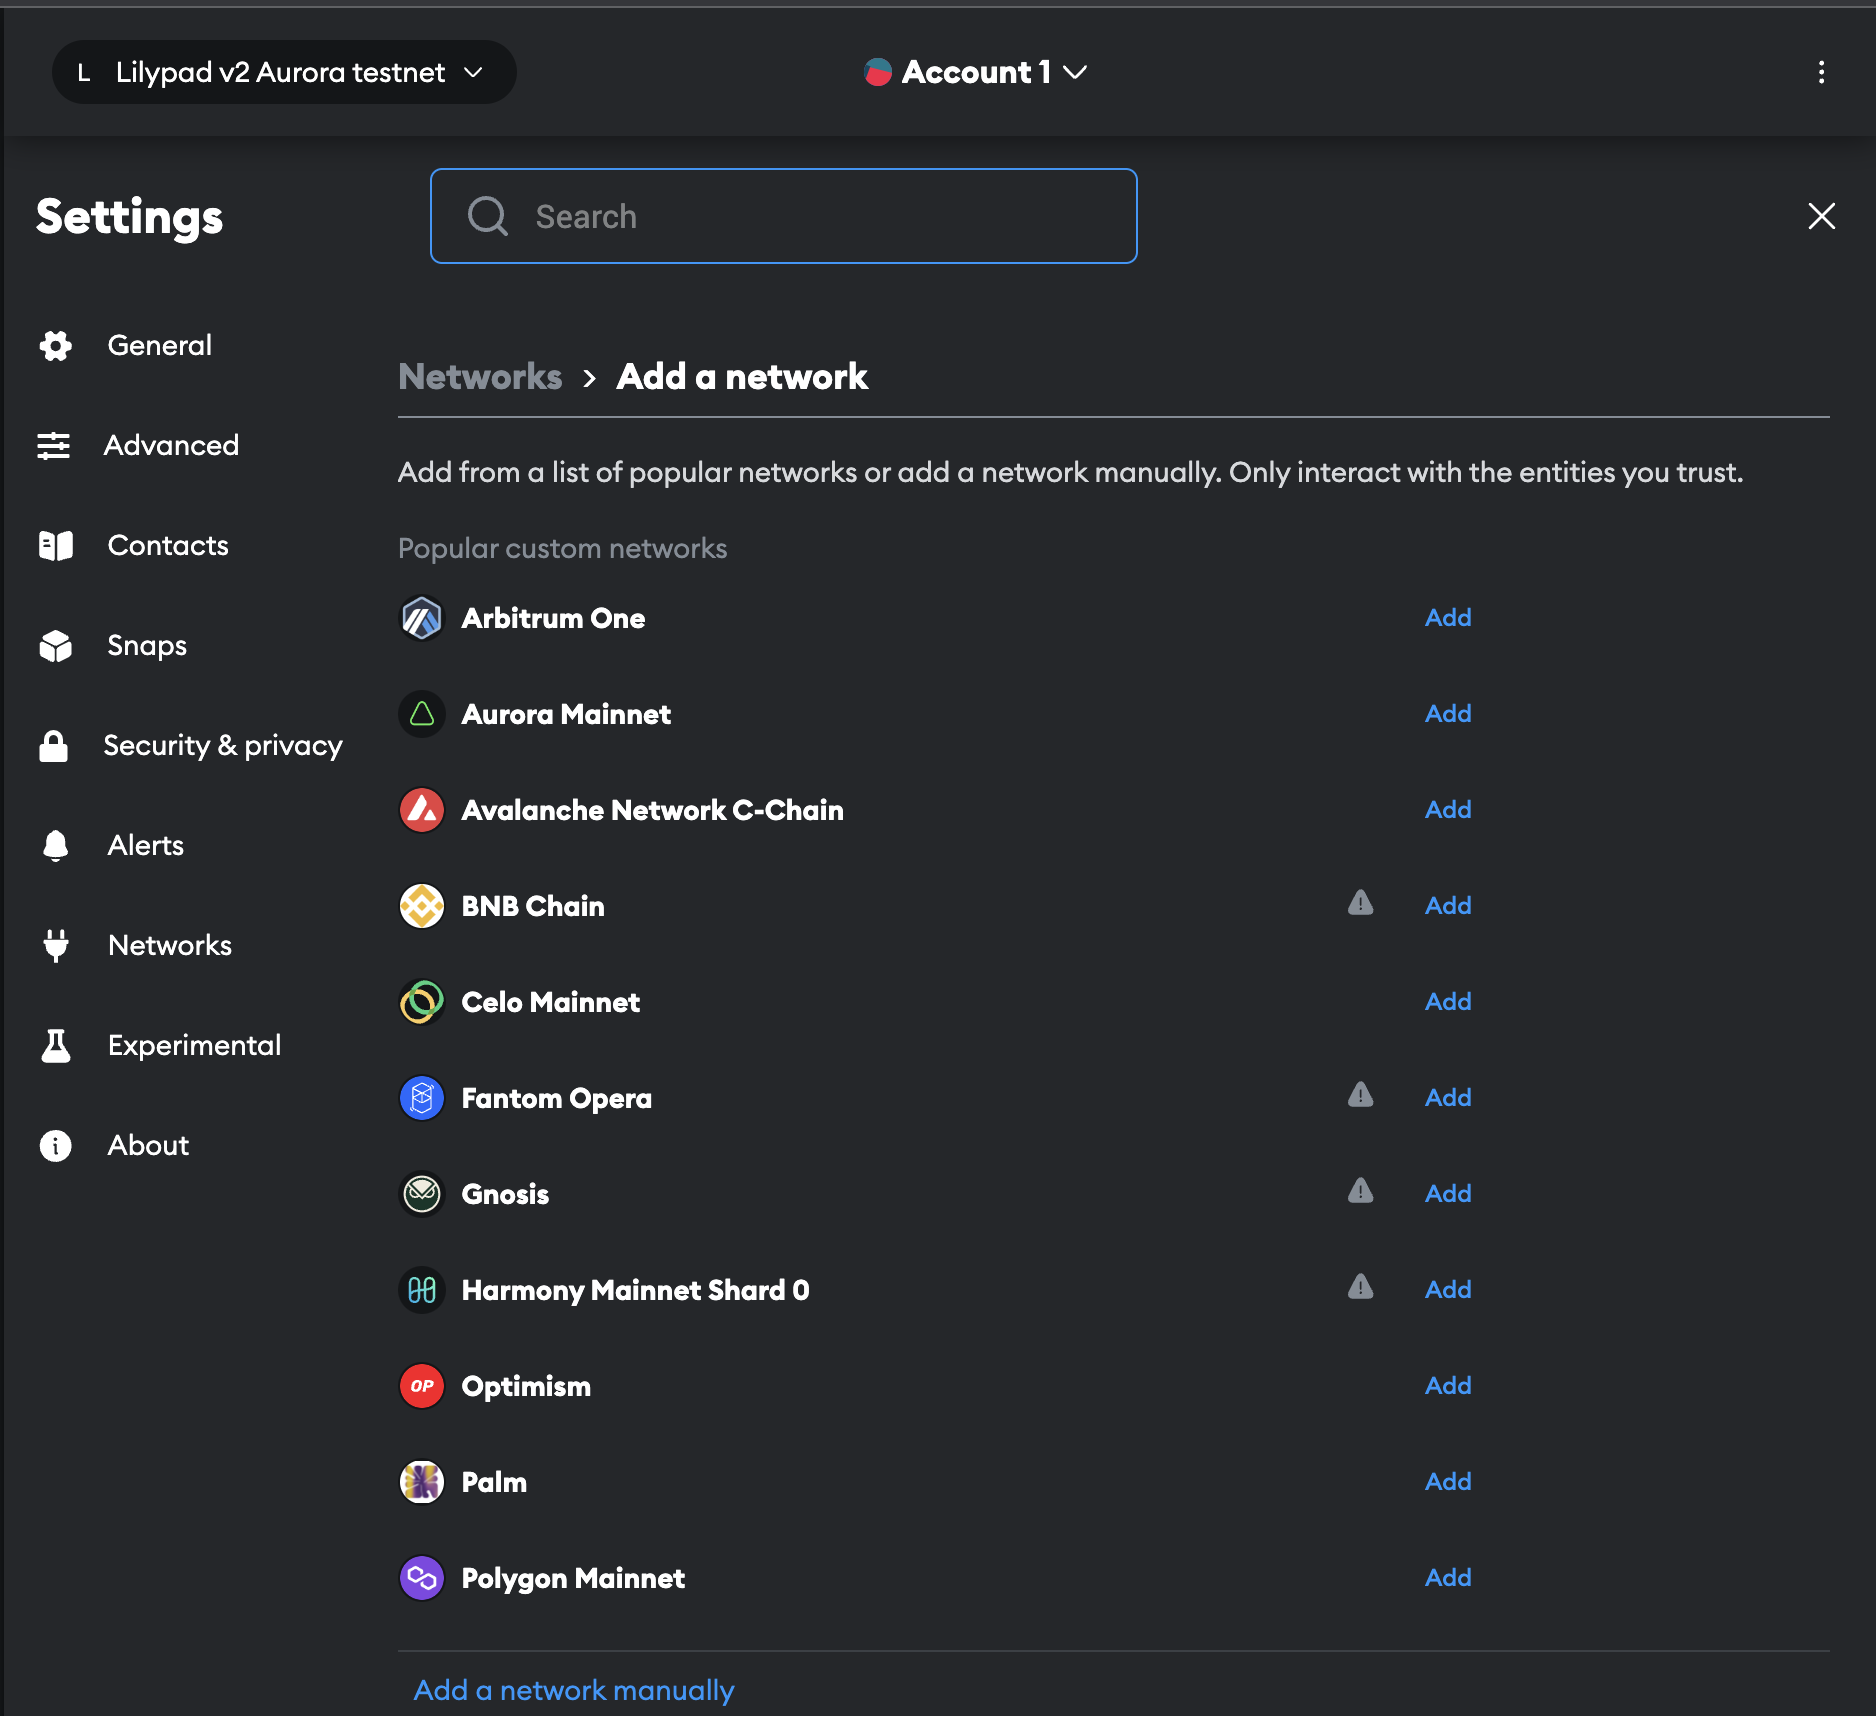 L Lilypad v2 Aurora testnet
Account 1
Settings
Search
General
Advanced
Contacts
Snaps
Security & privacy
Alerts
Networks
Experimental
About
Networks > Add a network
Add from a list of popular networks or add a network manually. Only interact with the entities you trust.
Popular custom networks
Arbitrum One Add
Aurora Mainnet Add
Avalanche Network C-Chain Add
BNB Chain Add
Celo Mainnet Add
Fantom Opera Add
Gnosis Add
Harmony Mainnet Shard 0 Add
OP Optimism Add
Palm Add
Polygon Mainnet Add
Add a network manually